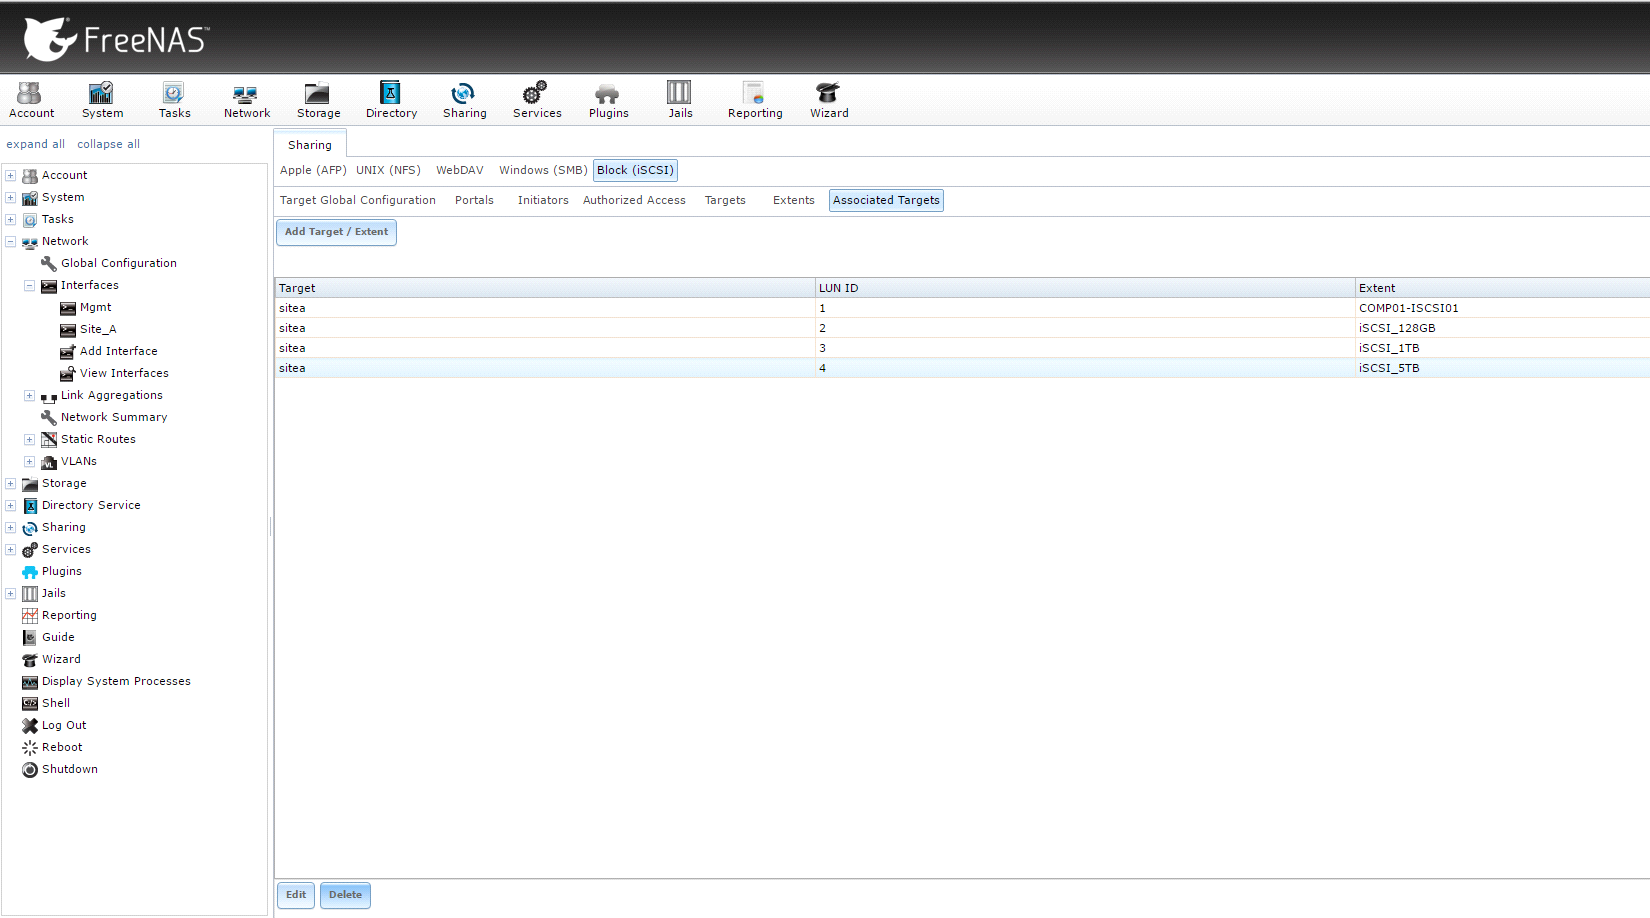 FreeNAS™
Account System Tasks Network Storage Directory Sharing Services Plugins Jails Reporting Wizard
expand all collapse all
Account
System
Tasks
Network
Global Configuration
Interfaces
Mgmt
Site_A
Add Interface
View Interfaces
Link Aggregations
Network Summary
Static Routes
VLANs
Storage
Directory Service
Sharing
Services
Plugins
Jails
Reporting
Guide
Wizard
Display System Processes
Shell
Log Out
Reboot
Shutdown
Sharing
Apple (AFP) UNIX (NFS) WebDAV Windows (SMB) Block (iSCSI)
Target Global Configuration Portals Initiators Authorized Access Targets Extents Associated Targets
Add Target / Extent
Target LUN ID Extent
sitea 1 COMP01-ISCSI01
sitea 2 iSCSI_128GB
sitea 3 iSCSI_1TB
sitea 4 iSCSI_5TB
Edit Delete